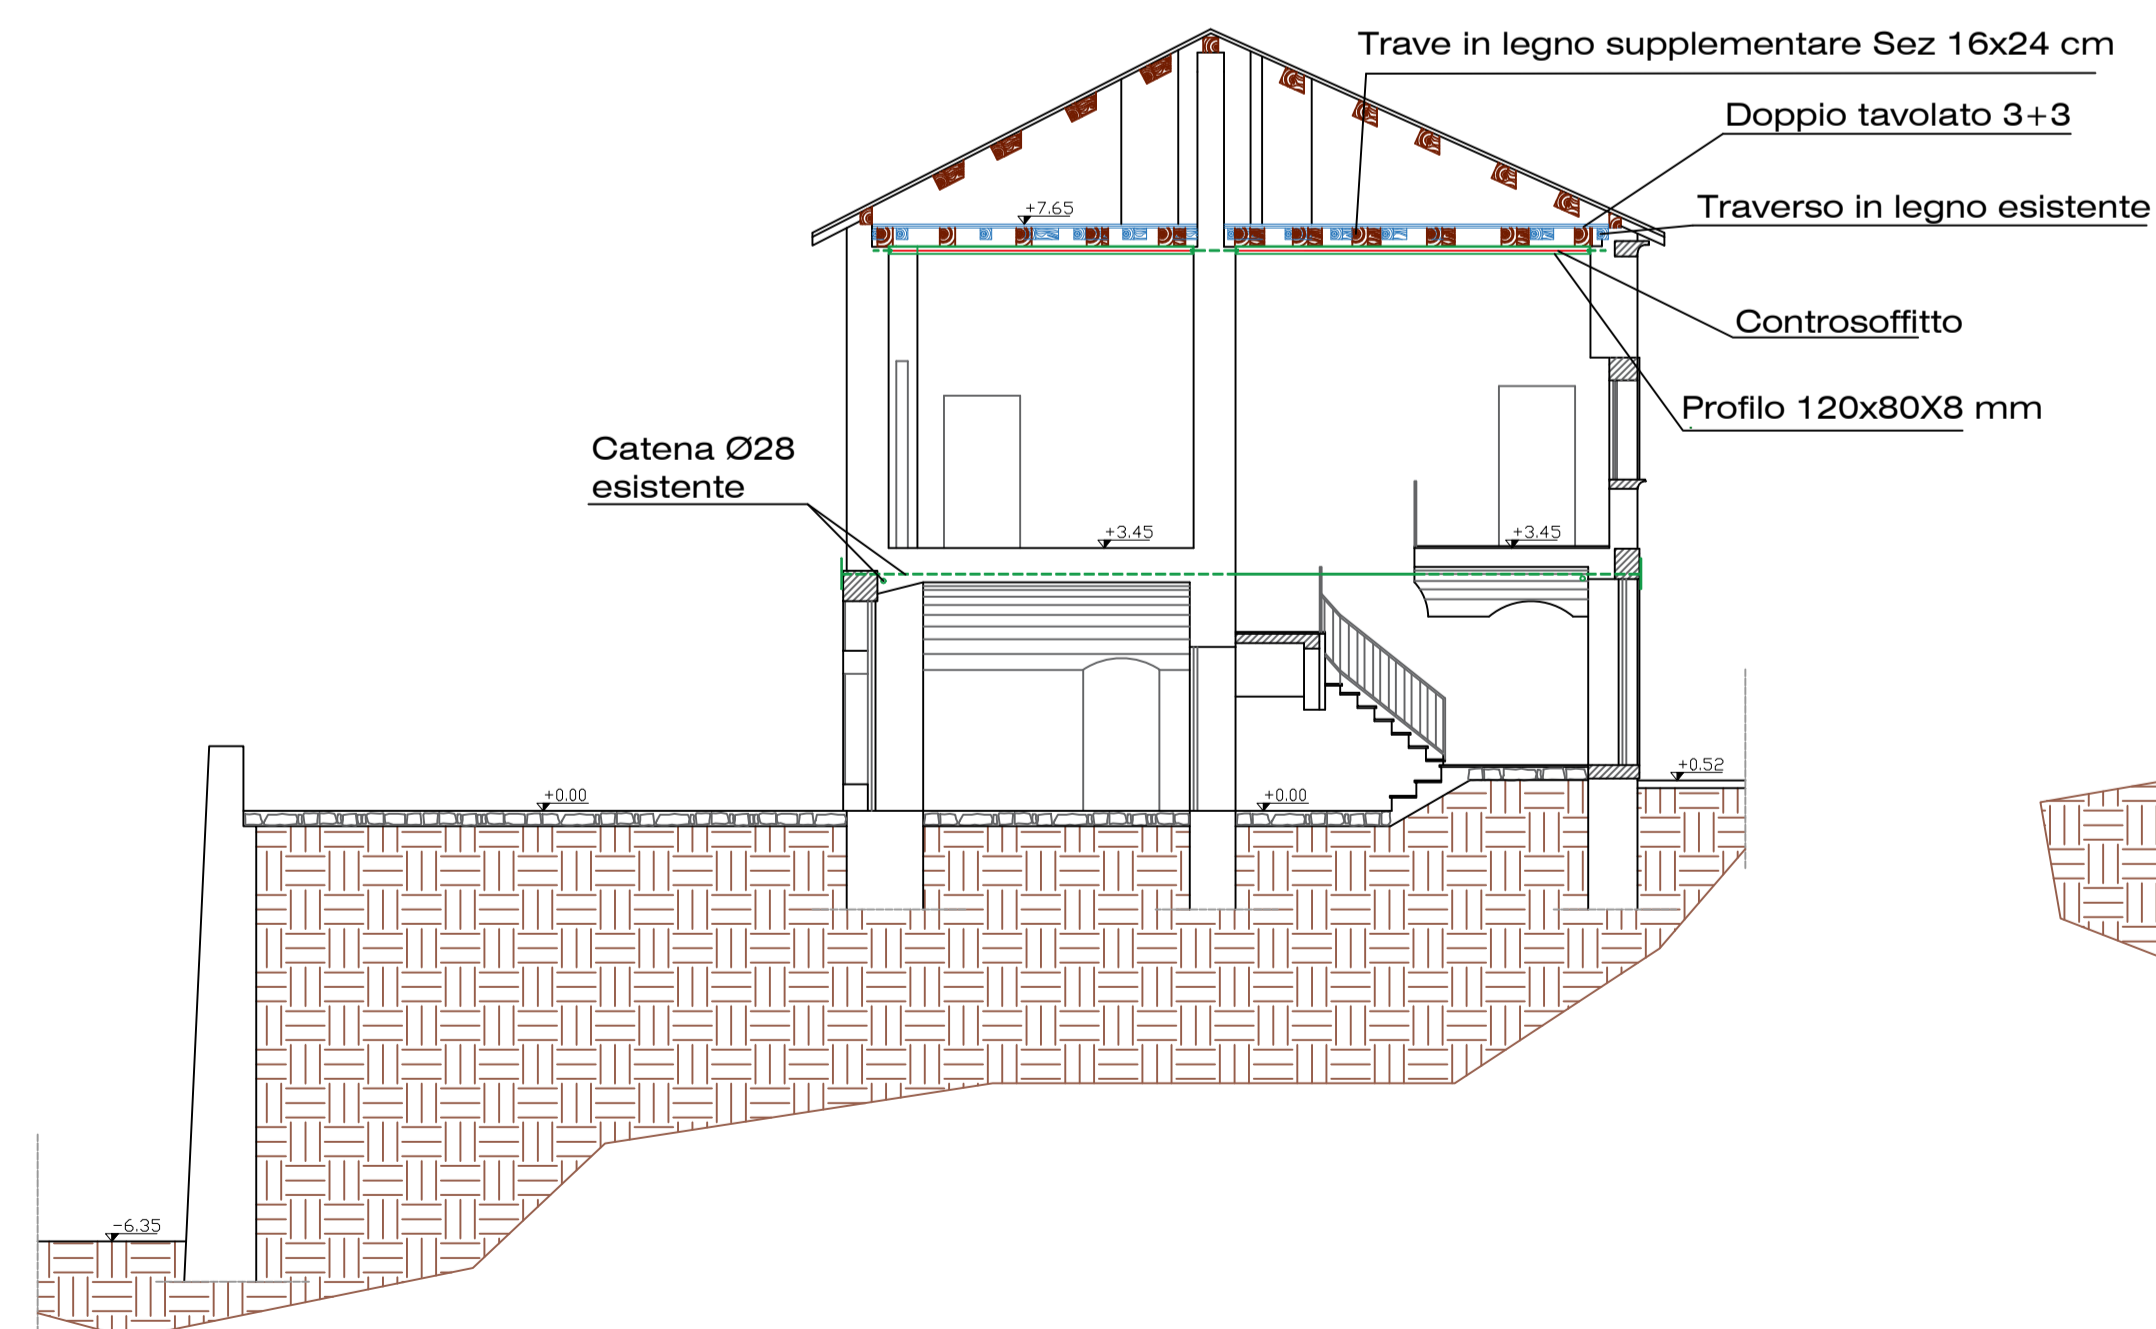 Trave in legno supplementare Sez 16x24 cm
Doppio tavolato 3+3
Traverso in legno esistente
+7.65
Controsoffitto
Profilo 120x80X8 mm
Catena Ø28
esistente
+3.45
+3.45
+0.52
+0.00
+0.00
-6.35